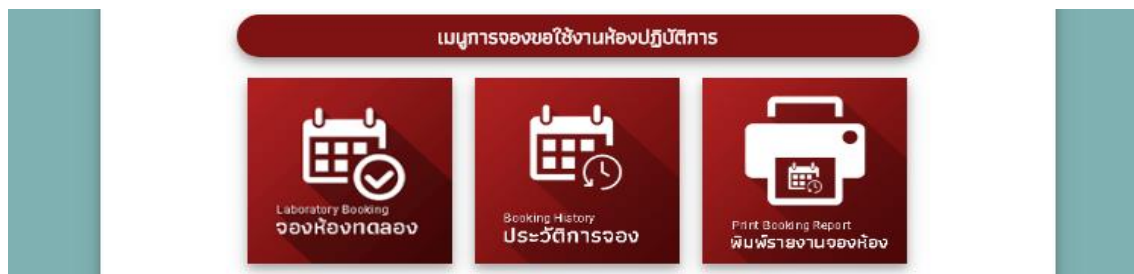 เมนูการจองขอใช้งานห้องปฏิบัติการ
Laboratory Booking
จองห้องทดลอง
Booking History
ประวัติการจอง
Print Booking Report
พิมพ์รายงานจองห้อง